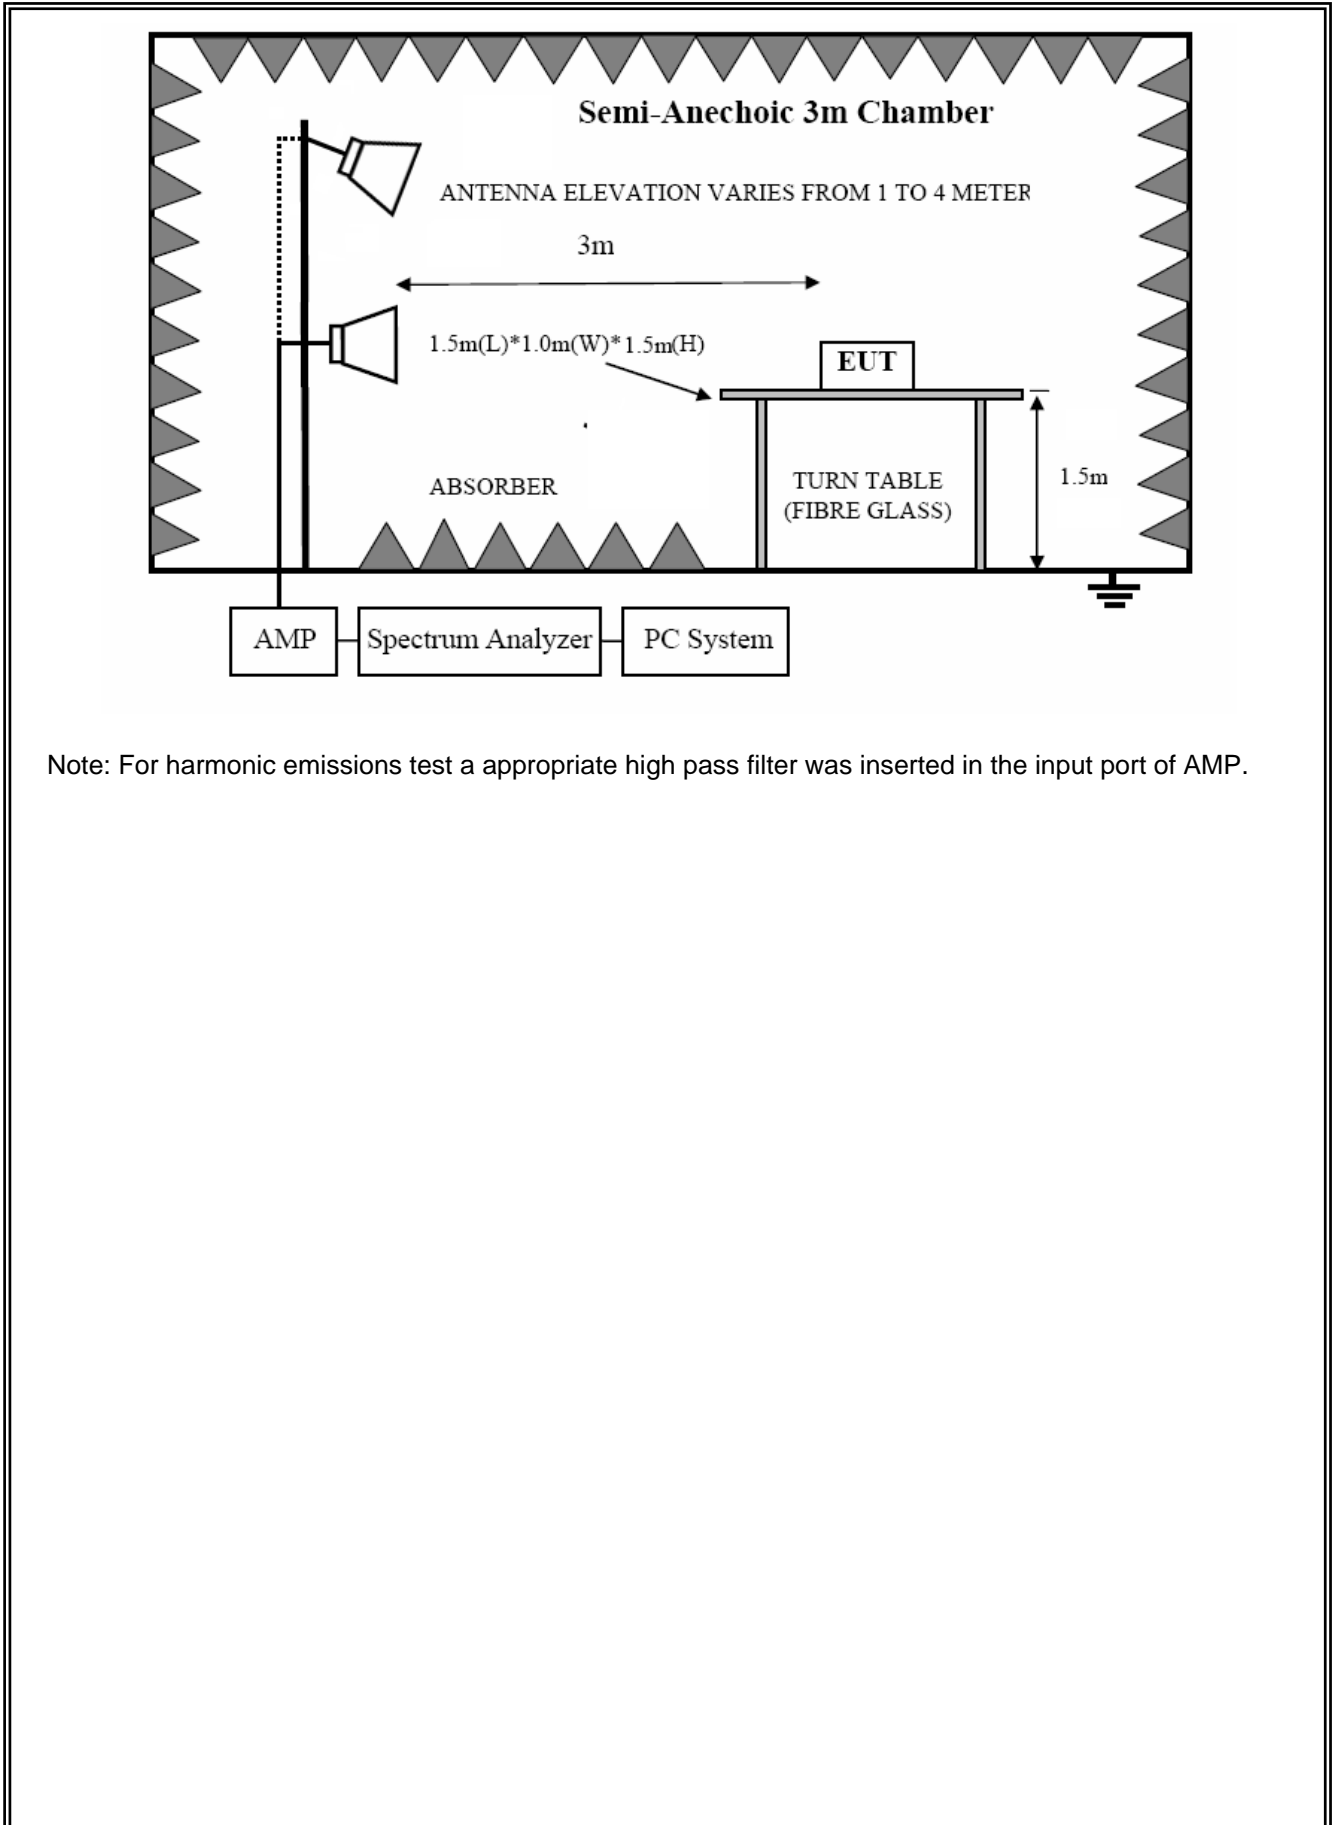 Semi-Anechoic 3m Chamber
ANTENNA ELEVATION VARIES FROM 1 TO 4 METER
3m
1.5m(L)*1.0m(W)*1.5m(H)
EUT
ABSORBER
TURN TABLE
(FIBRE GLASS)
1.5m
AMP
Spectrum Analyzer
PC System
Note: For harmonic emissions test a appropriate high pass filter was inserted in the input port of AMP.